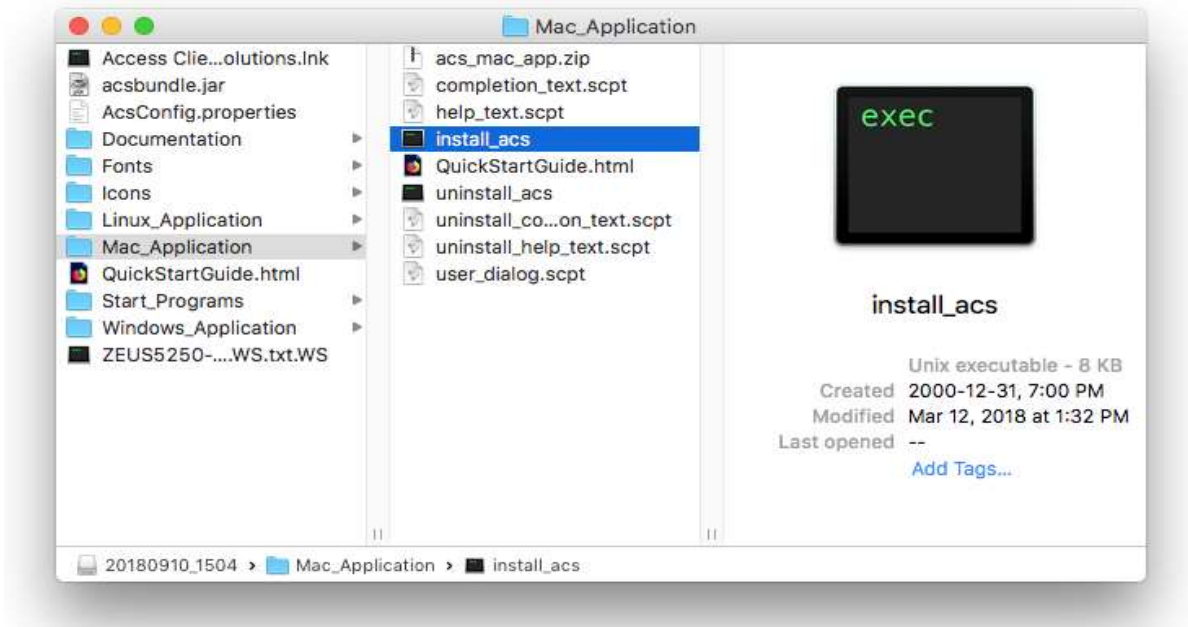 Mac_Application
Access Clie...olutions.lnk
acsbundle.jar
AcsConfig.properties
Documentation
Fonts
Icons
Linux_Application
Mac_Application
QuickStartGuide.html
Start_Programs
Windows_Application
ZEUS5250-....WS.txt.WS
acs_mac_app.zip
completion_text.scpt
help_text.scpt
install_acs
QuickStartGuide.html
uninstall_acs
uninstall_co...on_text.scpt
uninstall_help_text.scpt
user_dialog.scpt
exec
install_acs
Unix executable - 8 KB
Created 2000-12-31, 7:00 PM
Modified Mar 12, 2018 at 1:32 PM
Last opened --
Add Tags...
20180910_1504 › Mac_Application › install_acs